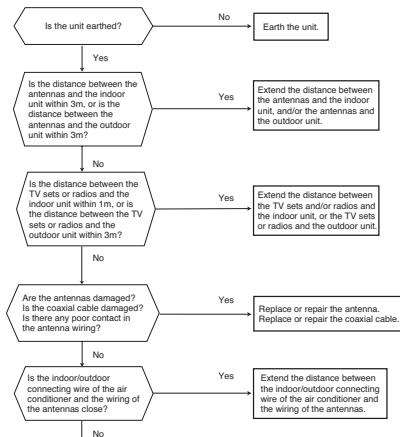 Is the unit earthed?
No
Earth the unit.
Yes
Is the distance between the
antennas and the indoor
unit within 3m, or is the
distance between the
antennas and the outdoor
unit within 3m?
Yes
Extend the distance between
the antennas and the indoor
unit, and/or the antennas and
the outdoor unit.
No
Is the distance between the
TV sets or radios and the
indoor unit within 1m, or is
the distance between the TV
sets or radios and the
outdoor unit within 3m?
Yes
Extend the distance between
the TV sets and/or radios and
the indoor unit, or the TV sets
or radios and the outdoor unit.
No
Are the antennas damaged?
Is the coaxial cable damaged?
Is there any poor contact in
the antenna wiring?
Yes
Replace or repair the antenna.
Replace or repair the coaxial cable.
No
Is the indoor/outdoor
connecting wire of the air
conditioner and the wiring of
the antennas close?
Yes
Extend the distance between
the indoor/outdoor connecting
wire of the air conditioner and
the wiring of the antennas.
No